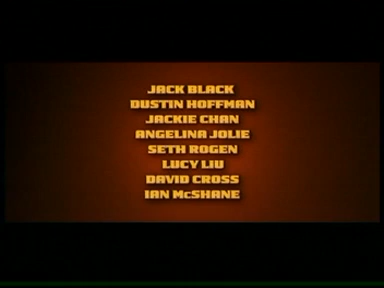 JACK BLACK
DUSTIN HOFFMAN
JACKIE CHAN
ANGELINA JOLIE
SETH ROGEN
LUCY LIU
DAVID CROSS
IAN McSHANE